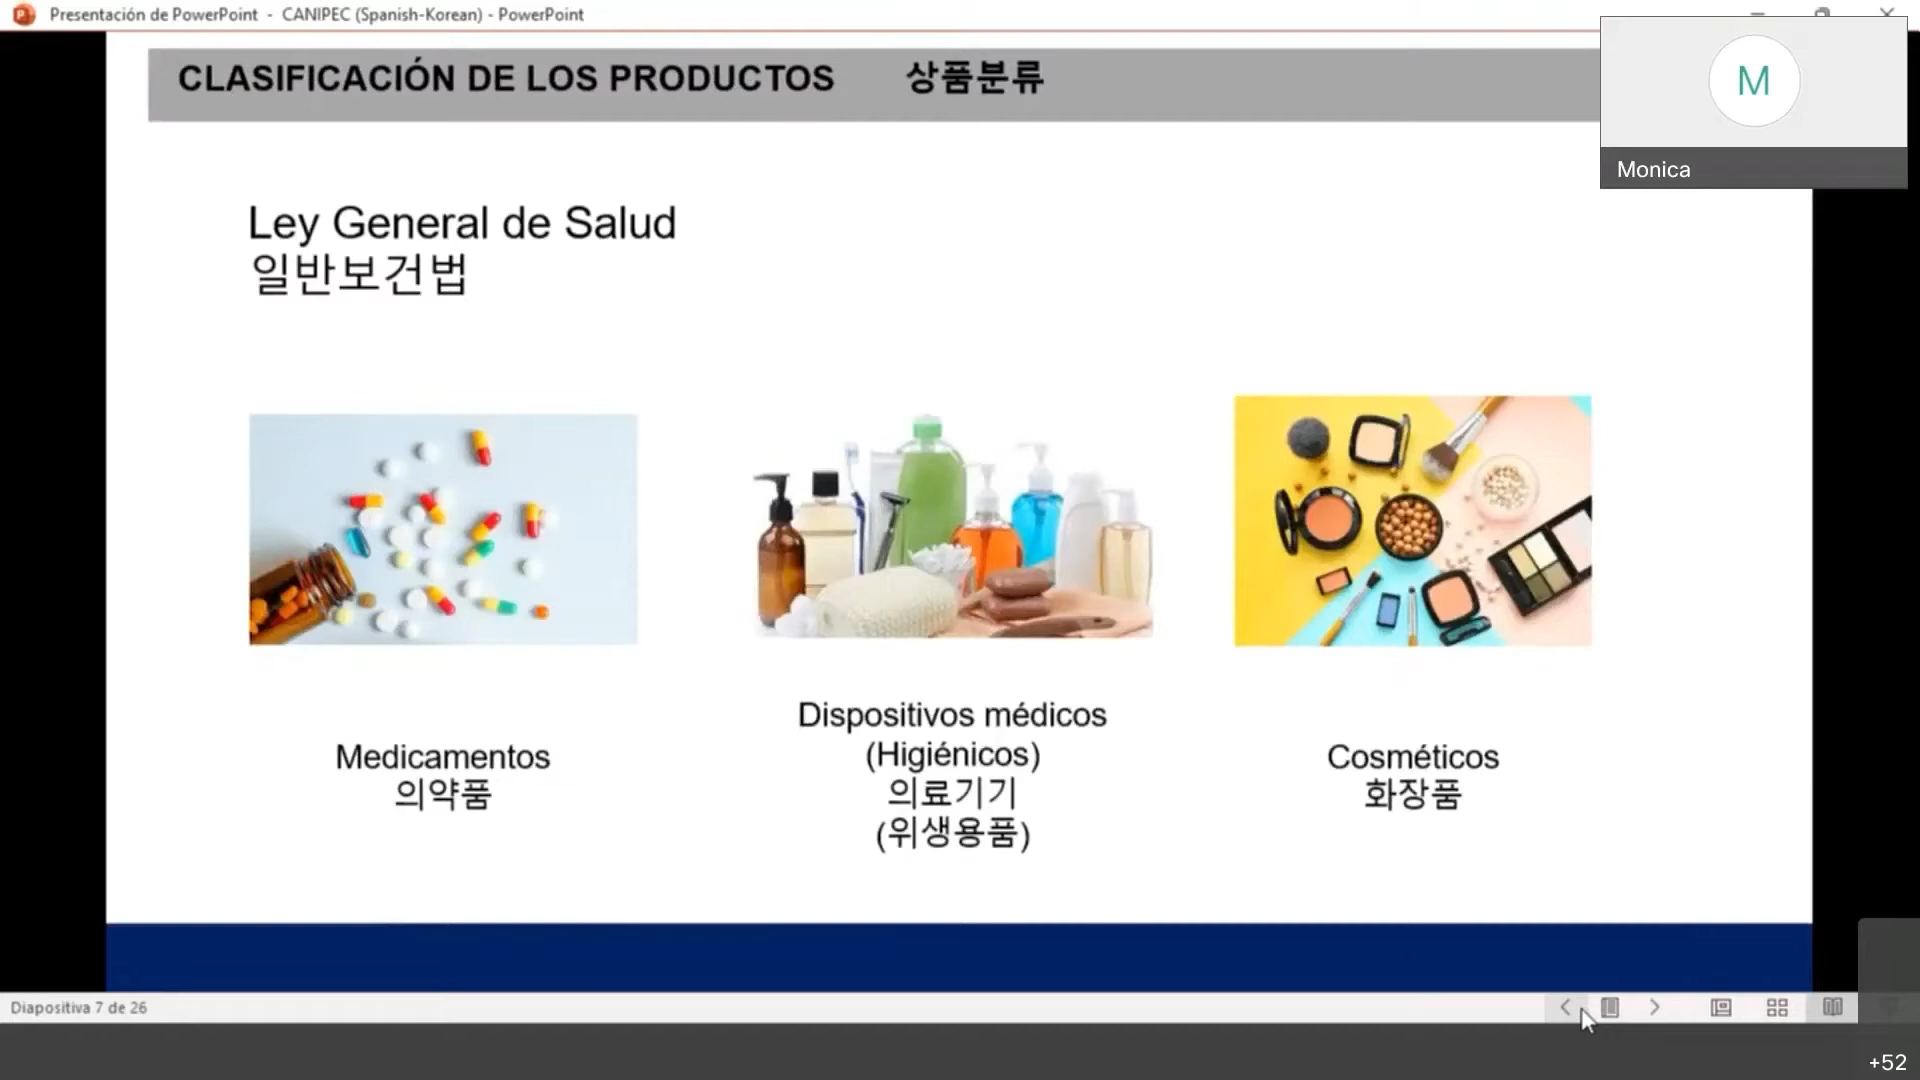 Presentación de PowerPoint - CANIPEC (Spanish-Korean) - PowerPoint
CLASIFICACIÓN DE LOS PRODUCTOS 상품분류
M
Monica
Ley General de Salud
일반보건법
Medicamentos
의약품
Dispositivos médicos
(Higiénicos)
의료기기
(위생용품)
Cosméticos
화장품
Diapositiva 7 de 26
+52